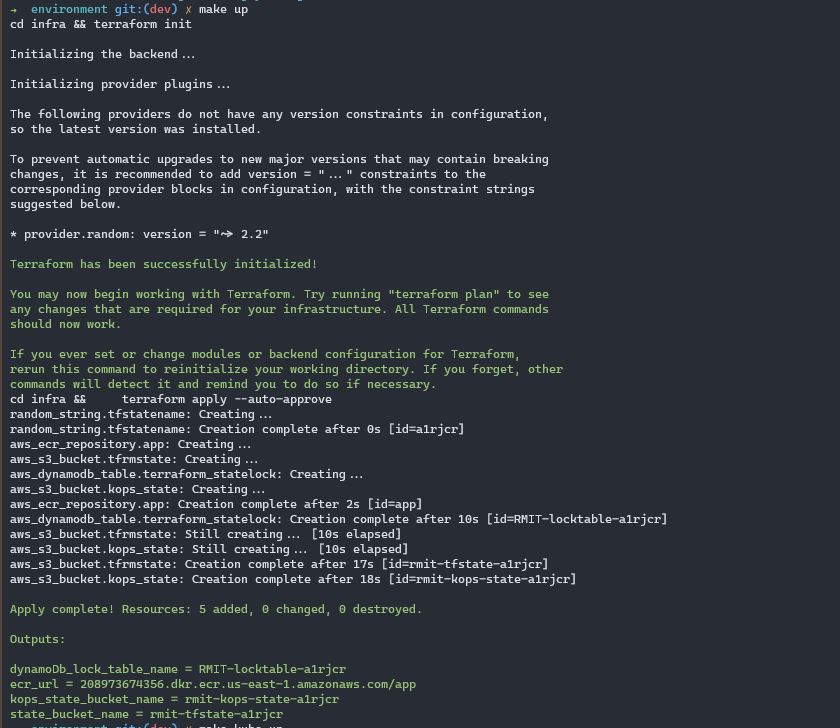 → environment git:(dev) ✗ make up
cd infra && terraform init
Initializing the backend...
Initializing provider plugins...
The following providers do not have any version constraints in configuration,
so the latest version was installed.
To prevent automatic upgrades to new major versions that may contain breaking
changes, it is recommended to add version = "..." constraints to the
corresponding provider blocks in configuration, with the constraint strings
suggested below.
* provider.random: version = "~> 2.2"
Terraform has been successfully initialized!
You may now begin working with Terraform. Try running "terraform plan" to see
any changes that are required for your infrastructure. All Terraform commands
should now work.
If you ever set or change modules or backend configuration for Terraform,
rerun this command to reinitialize your working directory. If you forget, other
commands will detect it and remind you to do so if necessary.
cd infra &&     terraform apply --auto-approve
random_string.tfstatename: Creating...
random_string.tfstatename: Creation complete after 0s [id=a1rjcr]
aws_ecr_repository.app: Creating...
aws_s3_bucket.tfrmstate: Creating...
aws_dynamodb_table.terraform_statelock: Creating...
aws_s3_bucket.kops_state: Creating...
aws_ecr_repository.app: Creation complete after 2s [id=app]
aws_dynamodb_table.terraform_statelock: Creation complete after 10s [id=RMIT-locktable-a1rjcr]
aws_s3_bucket.tfrmstate: Still creating... [10s elapsed]
aws_s3_bucket.kops_state: Still creating... [10s elapsed]
aws_s3_bucket.tfrmstate: Creation complete after 17s [id=rmit-tfstate-a1rjcr]
aws_s3_bucket.kops_state: Creation complete after 18s [id=rmit-kops-state-a1rjcr]
Apply complete! Resources: 5 added, 0 changed, 0 destroyed.
Outputs:
dynamoDb_lock_table_name = RMIT-locktable-a1rjcr
ecr_url = 208973674356.dkr.ecr.us-east-1.amazonaws.com/app
kops_state_bucket_name = rmit-kops-state-a1rjcr
state_bucket_name = rmit-tfstate-a1rjcr